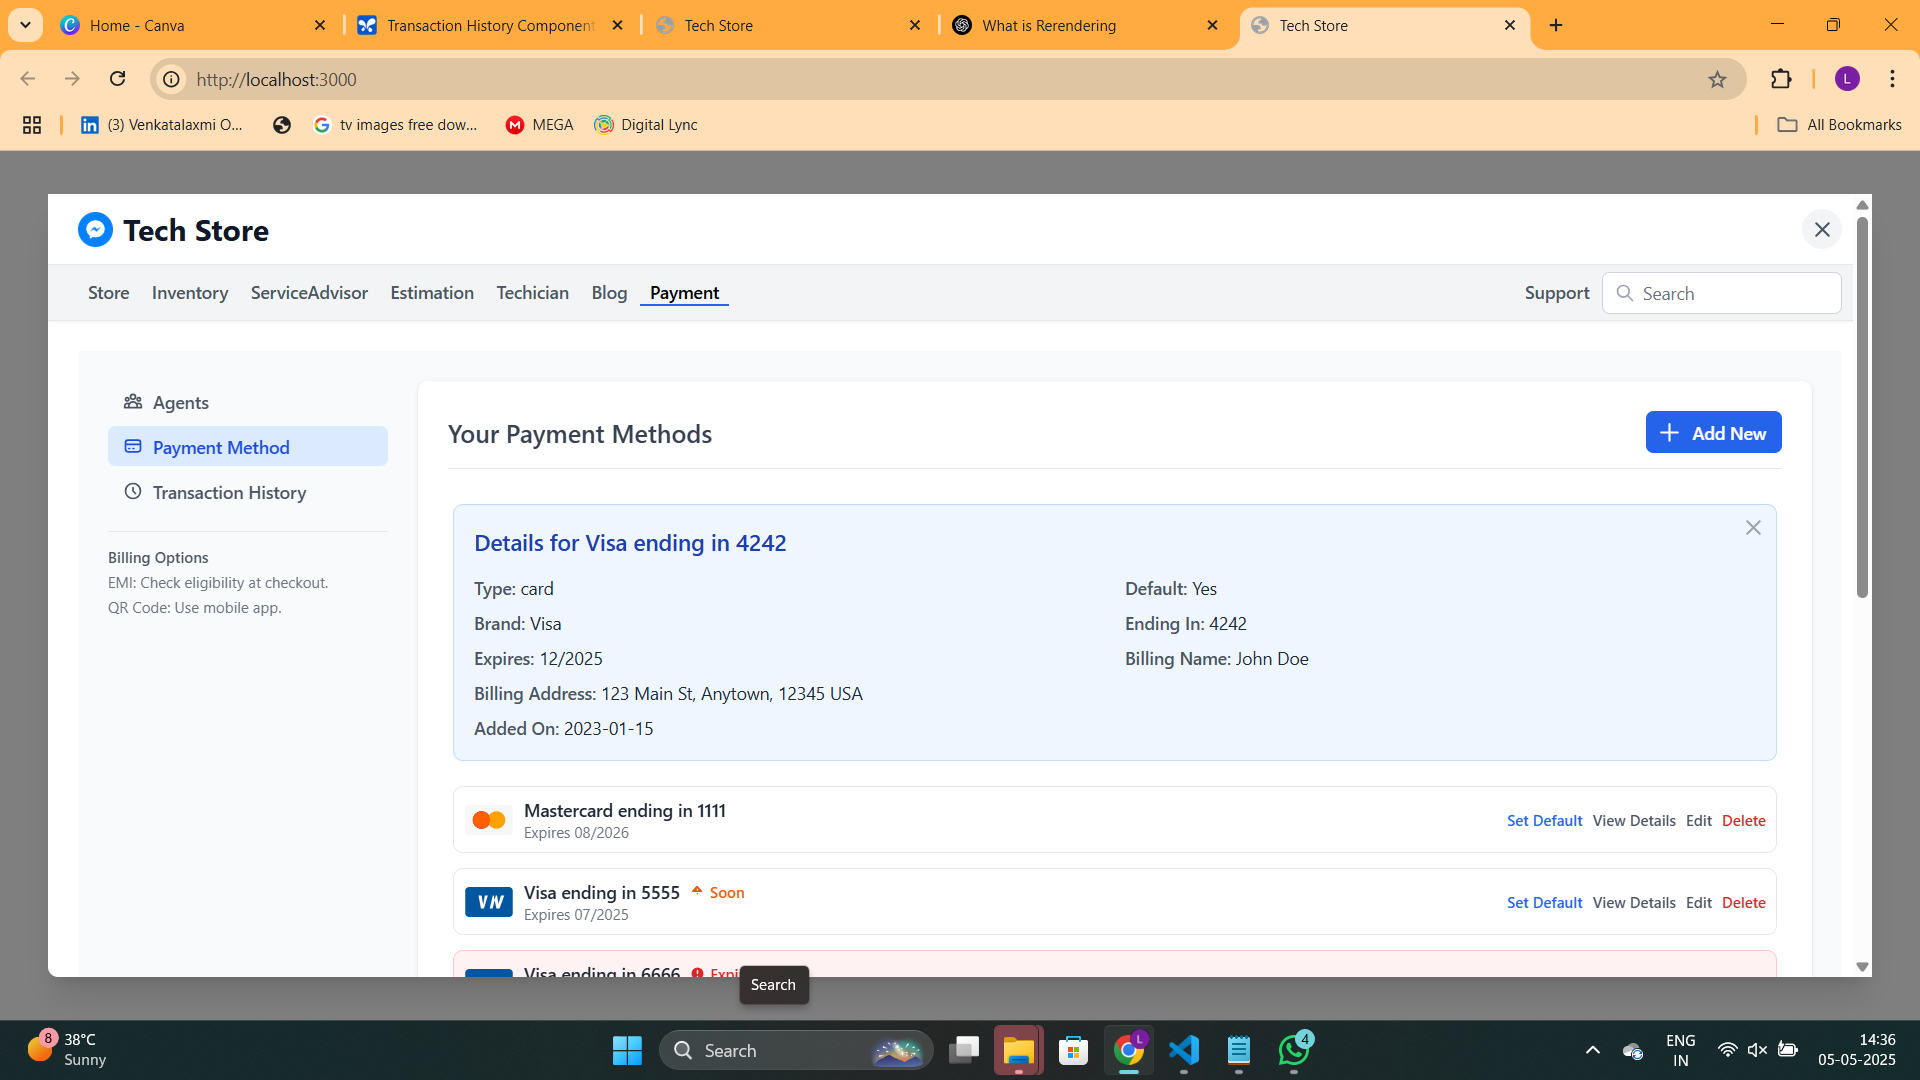 Home - Canva
Transaction History Component
Tech Store
What is Rerendering
Tech Store
http://localhost:3000
L
(3) Venkatalaxmi O...
tv images free dow...
MEGA
Digital Lync
All Bookmarks
Tech Store
Store
Inventory
ServiceAdvisor
Estimation
Techician
Blog
Payment
Support
Search
Agents
Payment Method
Transaction History
Billing Options
EMI: Check eligibility at checkout.
QR Code: Use mobile app.
Your Payment Methods
Add New
Details for Visa ending in 4242
Type: card
Default: Yes
Brand: Visa
Ending In: 4242
Expires: 12/2025
Billing Name: John Doe
Billing Address: 123 Main St, Anytown, 12345 USA
Added On: 2023-01-15
Mastercard ending in 1111
Expires 08/2026
Set Default View Details Edit Delete
Visa ending in 5555 Soon
Expires 07/2025
Set Default View Details Edit Delete
Visa ending in 6666
Search
8
38°C
Sunny
Search
L
4
ENG
IN
14:36
05-05-2025